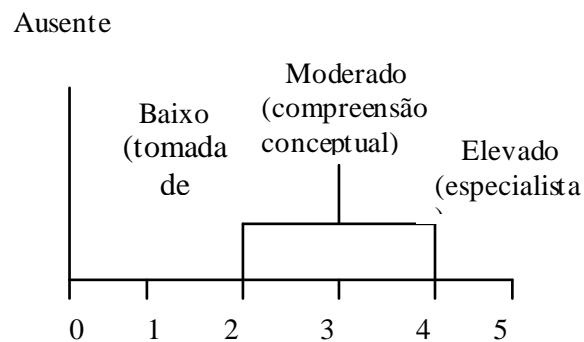 Ausente
Moderado
(compreensão
conceptual)
Baixo
(tomada
de
Elevado
(especialista
)
0 1 2 3 4 5